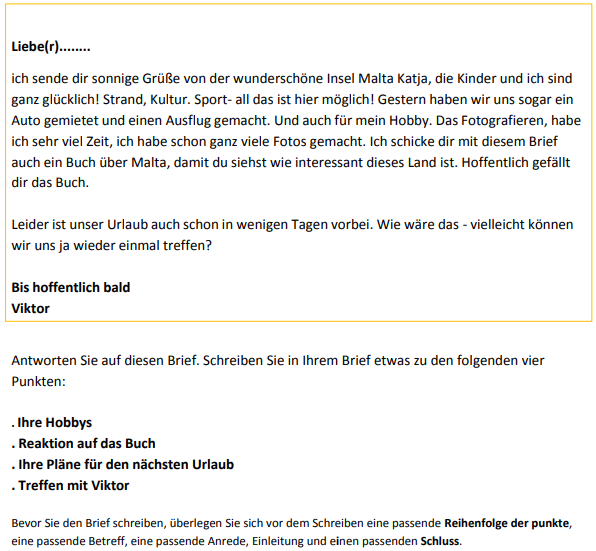 Liebe(r)........
ich sende dir sonnige Grüße von der wunderschöne Insel Malta Katja, die Kinder und ich sind
ganz glücklich! Strand, Kultur. Sport- all das ist hier möglich! Gestern haben wir uns sogar ein
Auto gemietet und einen Ausflug gemacht. Und auch für mein Hobby. Das Fotografieren, habe
ich sehr viel Zeit, ich habe schon ganz viele Fotos gemacht. Ich schicke dir mit diesem Brief
auch ein Buch über Malta, damit du siehst wie interessant dieses Land ist. Hoffentlich gefällt
dir das Buch.
Leider ist unser Urlaub auch schon in wenigen Tagen vorbei. Wie wäre das - vielleicht können
wir uns ja wieder einmal treffen?
Bis hoffentlich bald
Viktor
Antworten Sie auf diesen Brief. Schreiben Sie in Ihrem Brief etwas zu den folgenden vier
Punkten:
. Ihre Hobbys
. Reaktion auf das Buch
. Ihre Pläne für den nächsten Urlaub
. Treffen mit Viktor
Bevor Sie den Brief schreiben, überlegen Sie sich vor dem Schreiben eine passende Reihenfolge der punkte,
eine passende Betreff, eine passende Anrede, Einleitung und einen passenden Schluss.